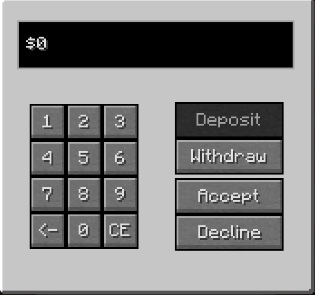 $0
1 2 3
4 5 6
7 8 9
<- 0 CE
Deposit
Withdraw
Accept
Decline